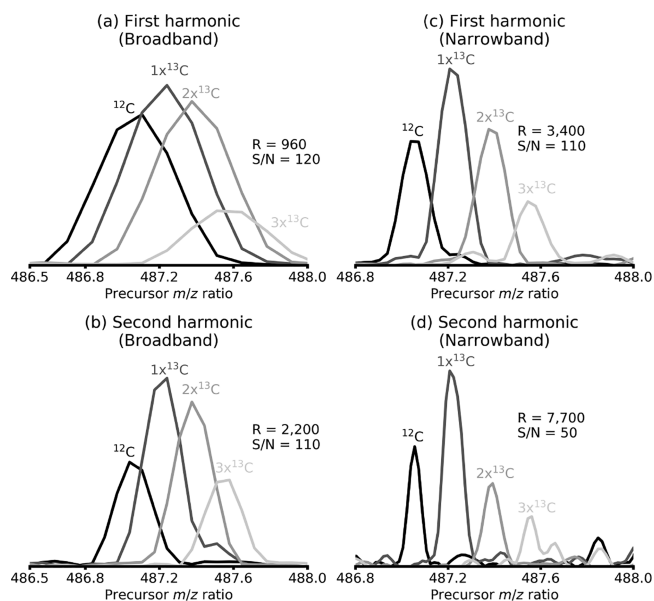 (a) First harmonic
(Broadband)
1x¹³C
2x¹³C
¹²C
R = 960
S/N = 120
3x¹³C
486.5 486.8 487.2 487.6 488.0
Precursor m/z ratio
(c) First harmonic
(Narrowband)
1x¹³C
2x¹³C
¹²C
R = 3,400
S/N = 110
3x¹³C
486.8 487.2 487.6 488.0
Precursor m/z ratio
(b) Second harmonic
(Broadband)
1x¹³C
2x¹³C
R = 2,200
S/N = 110
¹²C
3x¹³C
486.5 486.8 487.2 487.6 488.0
Precursor m/z ratio
(d) Second harmonic
(Narrowband)
1x¹³C
R = 7,700
S/N = 50
¹²C
2x¹³C
3x¹³C
486.8 487.2 487.6 488.0
Precursor m/z ratio